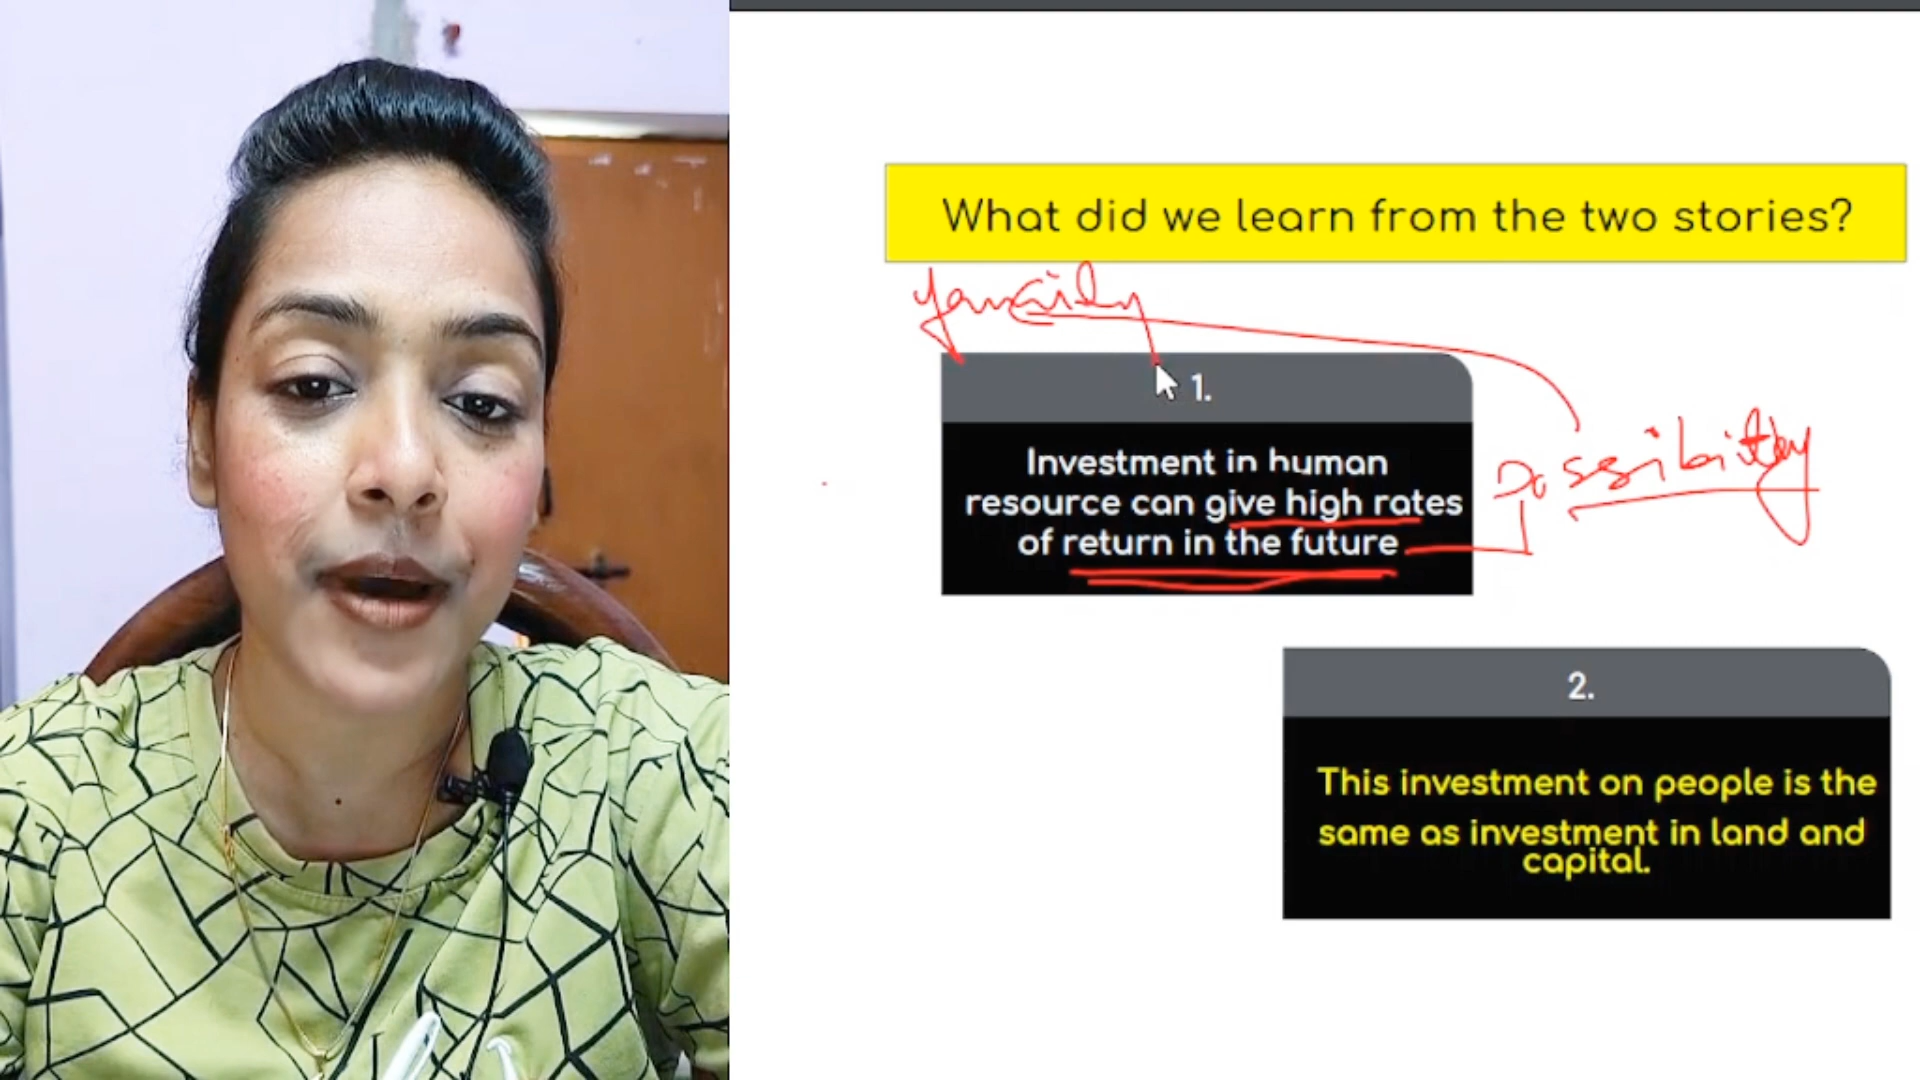 What did we learn from the two stories?
family
1.
Investment in human
resource can give high rates
of return in the future
possibility
2.
This investment on people is the
same as investment in land and
capital.